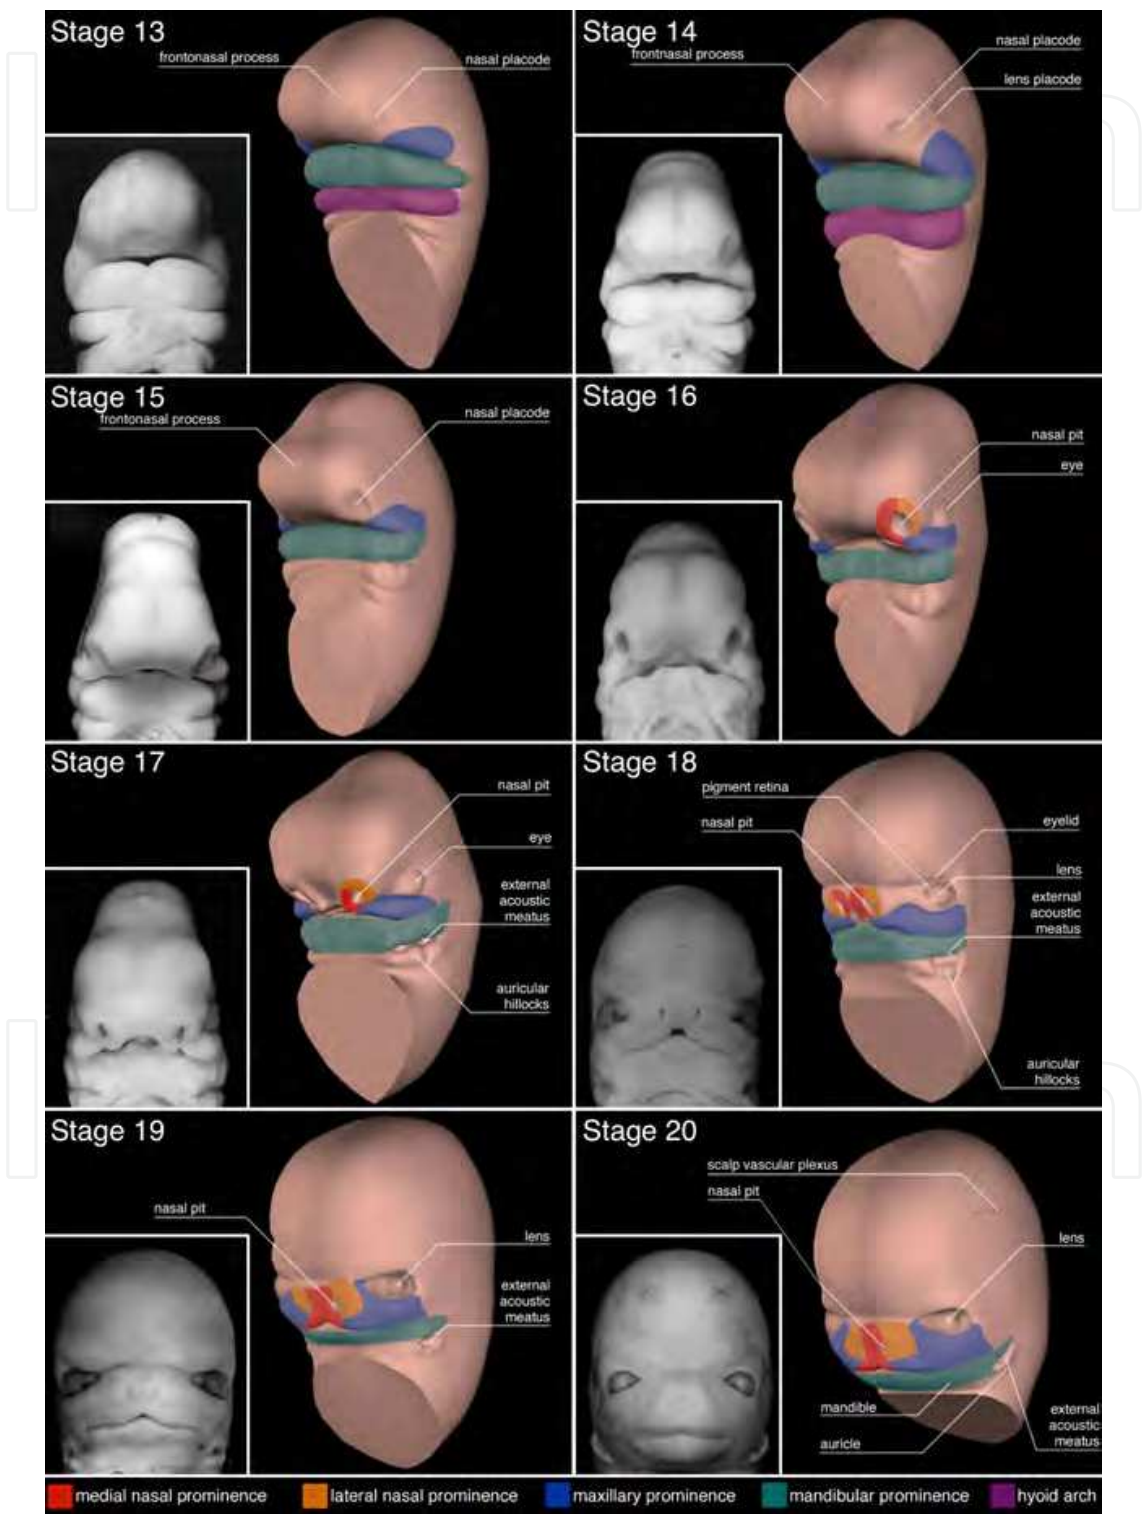 Stage 13
frontonasal process
nasal placode
Stage 14
frontnasal process
nasal placode
lens placode
Stage 15
frontonasal process
nasal placode
Stage 16
nasal pit
eye
Stage 17
nasal pit
eye
external
acoustic
meatus
auricular
hillocks
Stage 18
pigment retina
nasal pit
eyelid
lens
external
acoustic
meatus
auricular
hillocks
Stage 19
nasal pit
lens
external
acoustic
meatus
Stage 20
scalp vascular plexus
nasal pit
lens
mandible
auricle
external
acoustic
meatus
medial nasal prominence lateral nasal prominence maxillary prominence mandibular prominence hyoid arch